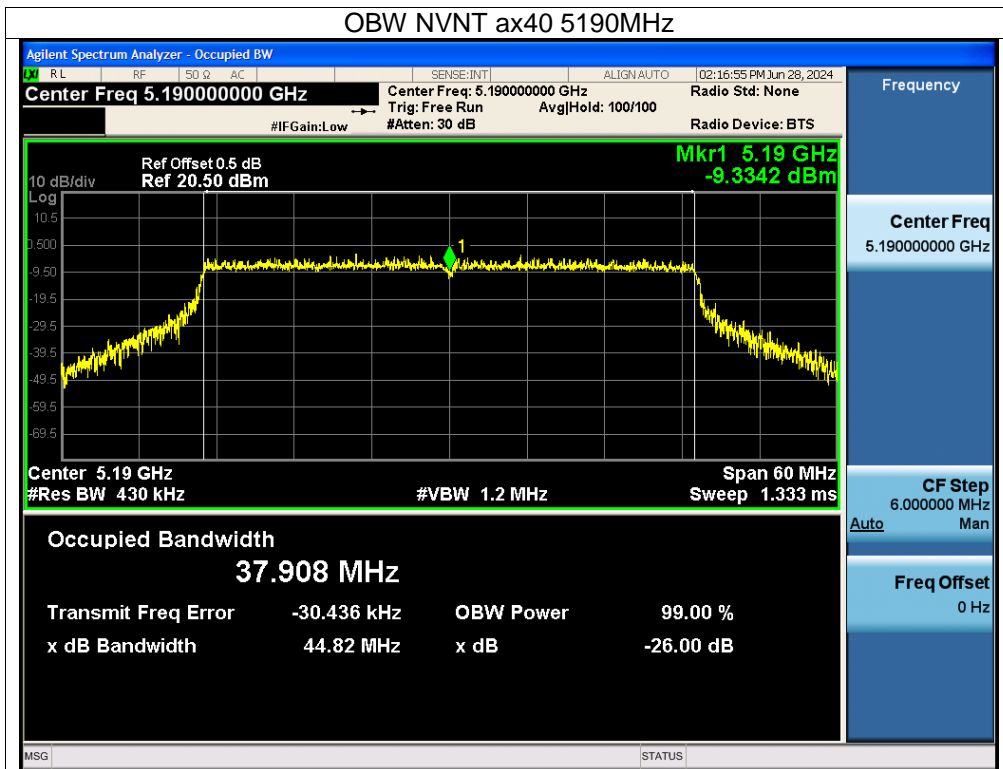 OBW NVNT ax40 5190MHz
Agilent Spectrum Analyzer - Occupied BW
LXI RL RF 50 Ω AC SENSE:INT ALIGN AUTO 02:16:55 PM Jun 28, 2024
Center Freq 5.190000000 GHz
Center Freq: 5.190000000 GHz
Radio Std: None
Trig: Free Run Avg|Hold: 100/100
#IFGain:Low
#Atten: 30 dB
Radio Device: BTS
Ref Offset 0.5 dB
Mkr1 5.19 GHz
10 dB/div Ref 20.50 dBm
-9.3342 dBm
Log
10.5
0.500
1
-9.50
-19.5
-29.5
-39.5
-49.5
-59.5
-69.5
Center 5.19 GHz Span 60 MHz
#Res BW 430 kHz #VBW 1.2 MHz Sweep 1.333 ms
Occupied Bandwidth
37.908 MHz
Transmit Freq Error -30.436 kHz OBW Power 99.00 %
x dB Bandwidth 44.82 MHz x dB -26.00 dB
Frequency
Center Freq
5.190000000 GHz
CF Step
6.000000 MHz
Auto Man
Freq Offset
0 Hz
MSG STATUS